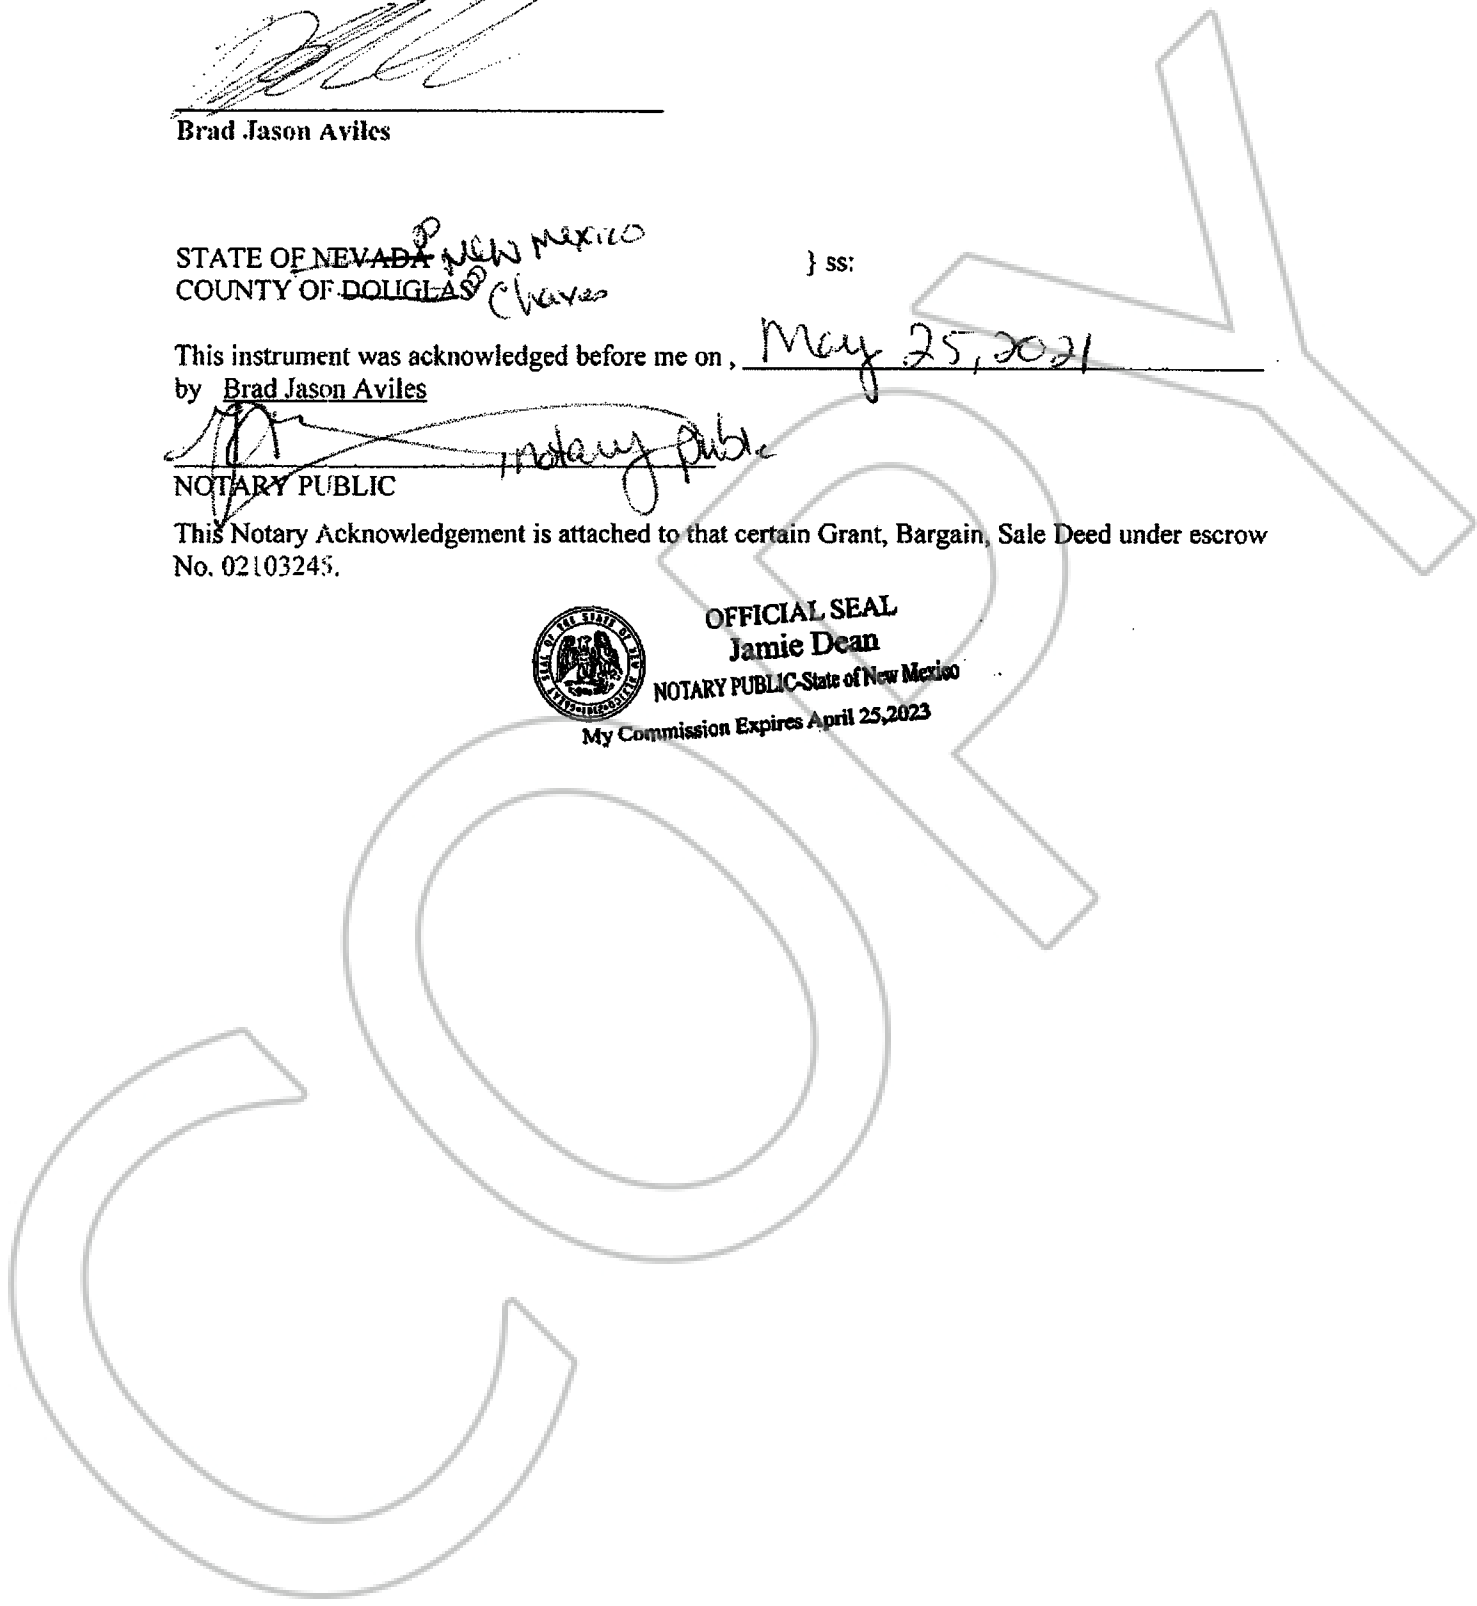 Brad Jason Aviles
STATE OF NEVADA New Mexico } ss:
COUNTY OF DOUGLAS Chaves
This instrument was acknowledged before me on , May 25, 2021
by Brad Jason Aviles
, notary public
NOTARY PUBLIC
This Notary Acknowledgement is attached to that certain Grant, Bargain, Sale Deed under escrow
No. 02103245.
OFFICIAL SEAL
Jamie Dean
NOTARY PUBLIC-State of New Mexico
My Commission Expires April 25,2023
COPY